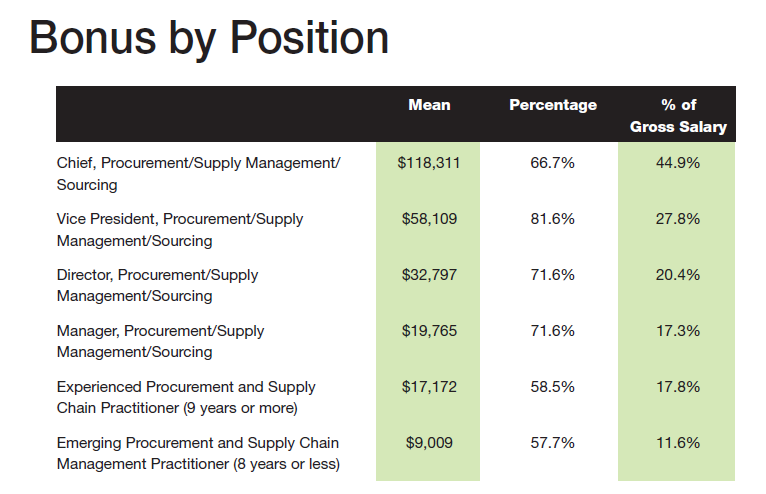 Bonus by Position
Mean Percentage % of
Gross Salary
Chief, Procurement/Supply Management/ $118,311 66.7% 44.9%
Sourcing
Vice President, Procurement/Supply $58,109 81.6% 27.8%
Management/Sourcing
Director, Procurement/Supply $32,797 71.6% 20.4%
Management/Sourcing
Manager, Procurement/Supply $19,765 71.6% 17.3%
Management/Sourcing
Experienced Procurement and Supply $17,172 58.5% 17.8%
Chain Practitioner (9 years or more)
Emerging Procurement and Supply Chain $9,009 57.7% 11.6%
Management Practitioner (8 years or less)